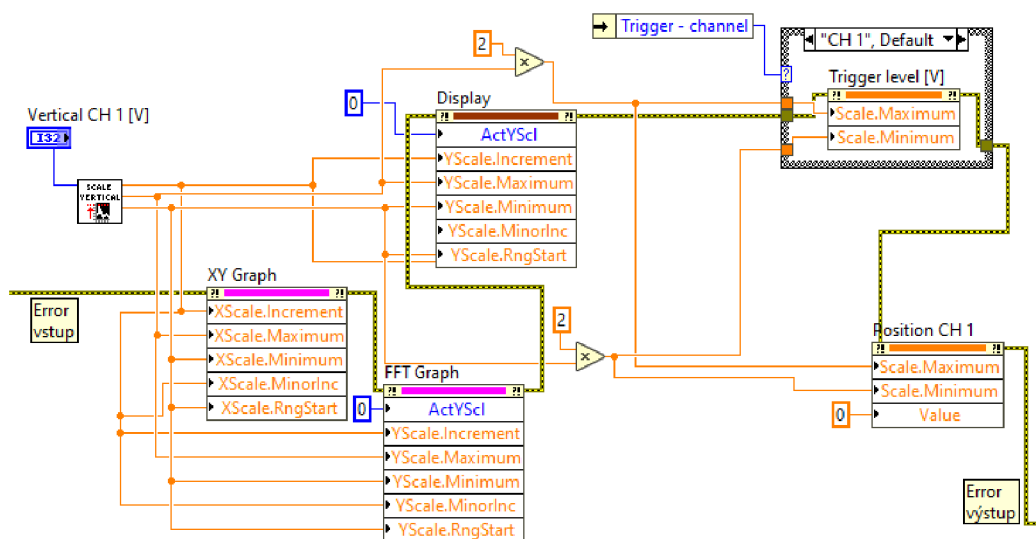 Trigger - channel
"CH 1", Default
2
×
?
Trigger level [V]
Scale.Maximum
Scale.Minimum
Vertical CH 1 [V]
I32
SCALE
VERTICAL
0
Display
ActYScl
YScale.Increment
YScale.Maximum
YScale.Minimum
YScale.MinorInc
YScale.RngStart
Error
vstup
XY Graph
XScale.Increment
XScale.Maximum
XScale.Minimum
XScale.MinorInc
XScale.RngStart
2
×
FFT Graph
0
ActYScl
YScale.Increment
YScale.Maximum
YScale.Minimum
YScale.MinorInc
YScale.RngStart
Position CH 1
Scale.Maximum
Scale.Minimum
0
Value
Error
výstup